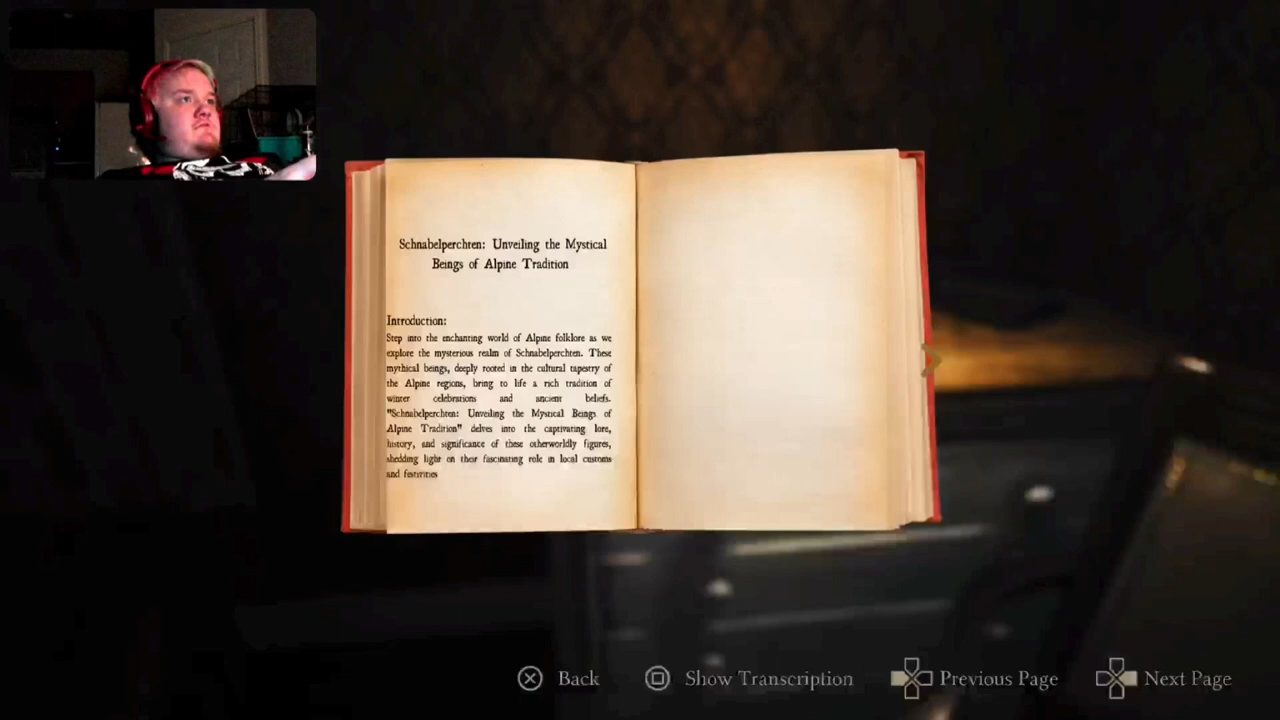 Schnabelperchten: Unveiling the Mystical
Beings of Alpine Tradition
Introduction:
Step into the enchanting world of Alpine folklore as we
explore the mysterious realm of Schnabelperchten. These
mythical beings, deeply rooted in the cultural tapestry of
the Alpine regions, bring to life a rich tradition of
winter celebrations and ancient beliefs.
"Schnabelperchten: Unveiling the Mystical Beings of
Alpine Tradition" delves into the captivating lore,
history, and significance of these otherworldly figures,
shedding light on their fascinating role in local customs
and festivities
Back
Show Transcription
Previous Page
Next Page